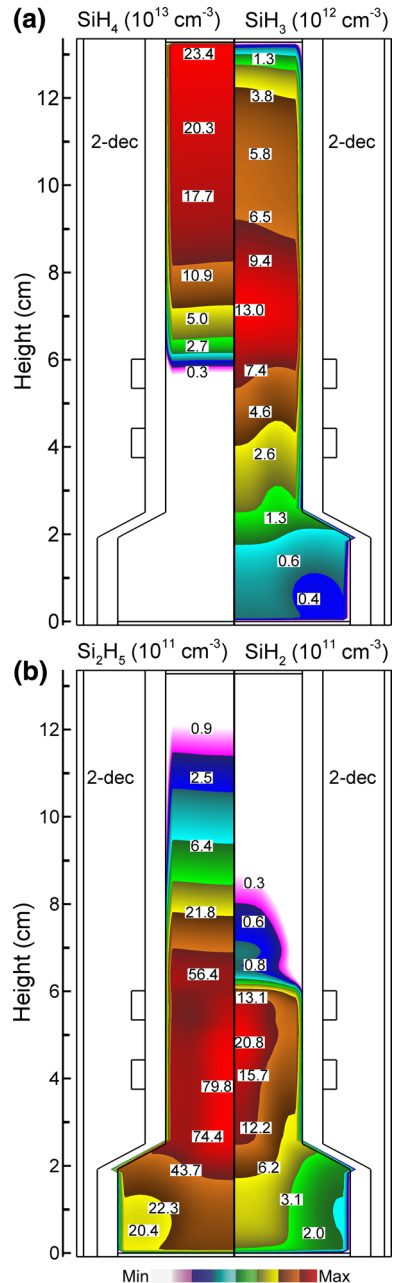 (a) SiH4 (10^13 cm^-3) SiH3 (10^12 cm^-3)
23.4 1.3
12 3.8
2-dec 20.3 5.8 2-dec
10
17.7 6.5
9.4
8 10.9
5.0 13.0
2.7
6 0.3 7.4
4.6
4 2.6
2 1.3
0.6
0.4
0
Height (cm)
(b) Si2H5 (10^11 cm^-3) SiH2 (10^11 cm^-3)
12 0.9
2-dec 2.5 2-dec
10
6.4
8 0.3
21.8 0.6
56.4 0.8
6 13.1
20.8
4 79.8 15.7
74.4 12.2
2 43.7 6.2
22.3 3.1
20.4 2.0
0
Height (cm)
Min Max